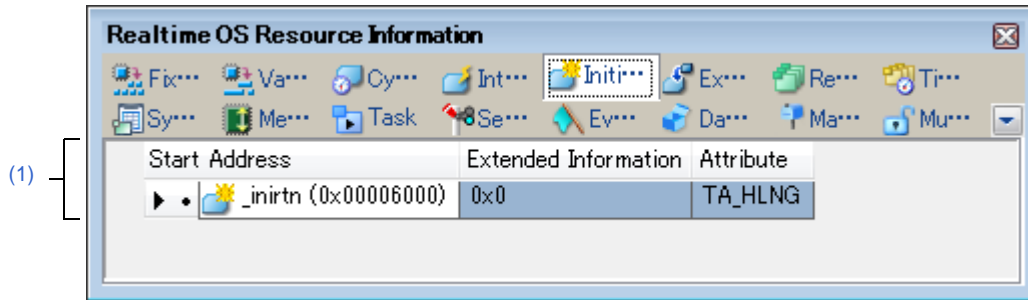 Realtime OS Resource Information
Fix··· Va··· Cy··· Int··· Initi··· Ex··· Re··· Ti···
Sy··· Me··· Task Se··· Ev··· Da··· Ma··· Mu···
(1)
Start Address Extended Information Attribute
_inirtn (0x00006000) 0x0 TA_HLNG